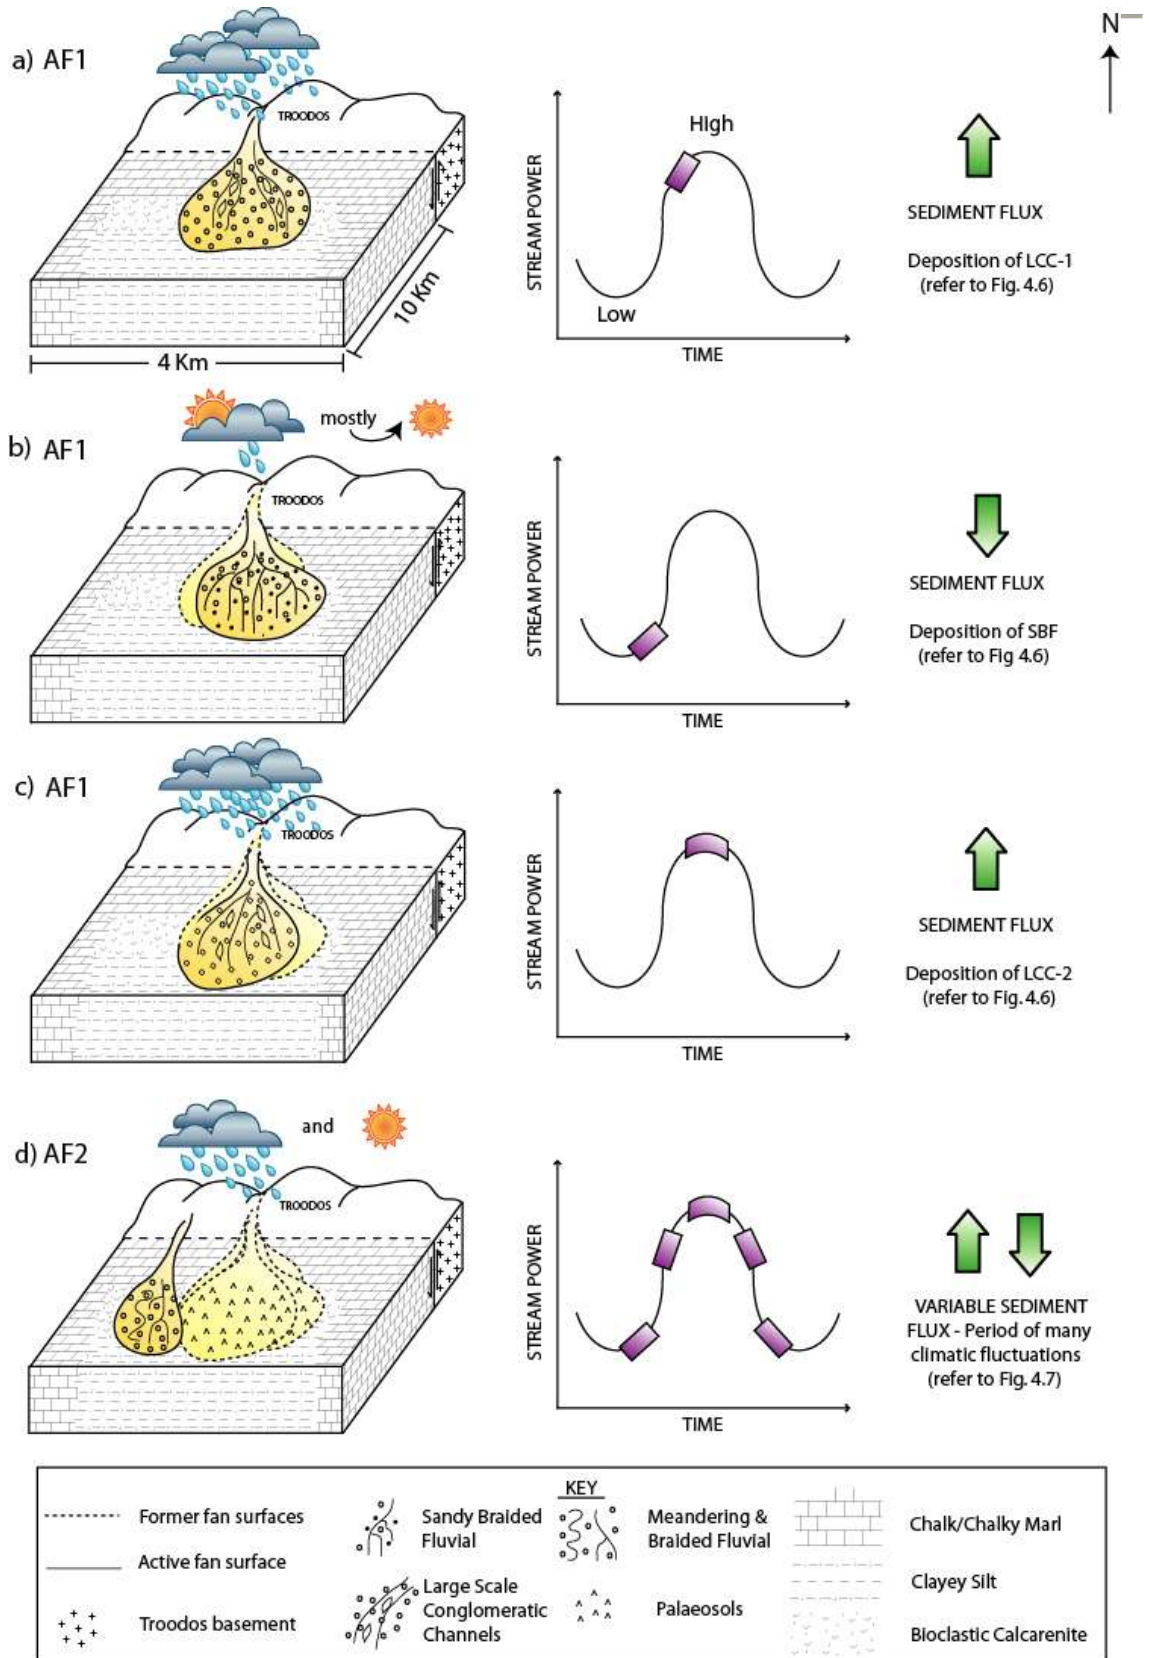 N
a) AF1
TROODOS
10 Km
4 Km
STREAM POWER
HIgh
Low
TIME
SEDIMENT FLUX
Deposition of LCC-1
(refer to Fig. 4.6)
b) AF1
mostly
TROODOS
STREAM POWER
TIME
SEDIMENT FLUX
Deposition of SBF
(refer to Fig 4.6)
c) AF1
TROODOS
STREAM POWER
TIME
SEDIMENT FLUX
Deposition of LCC-2
(refer to Fig. 4.6)
d) AF2
and
TROODOS
STREAM POWER
TIME
VARIABLE SEDIMENT
FLUX - Period of many
climatic fluctuations
(refer to Fig. 4.7)
KEY
Former fan surfaces
Active fan surface
Troodos basement
Sandy Braided
Fluvial
Large Scale
Conglomeratic
Channels
Meandering &
Braided Fluvial
Palaeosols
Chalk/Chalky Marl
Clayey Silt
Bioclastic Calcarenite